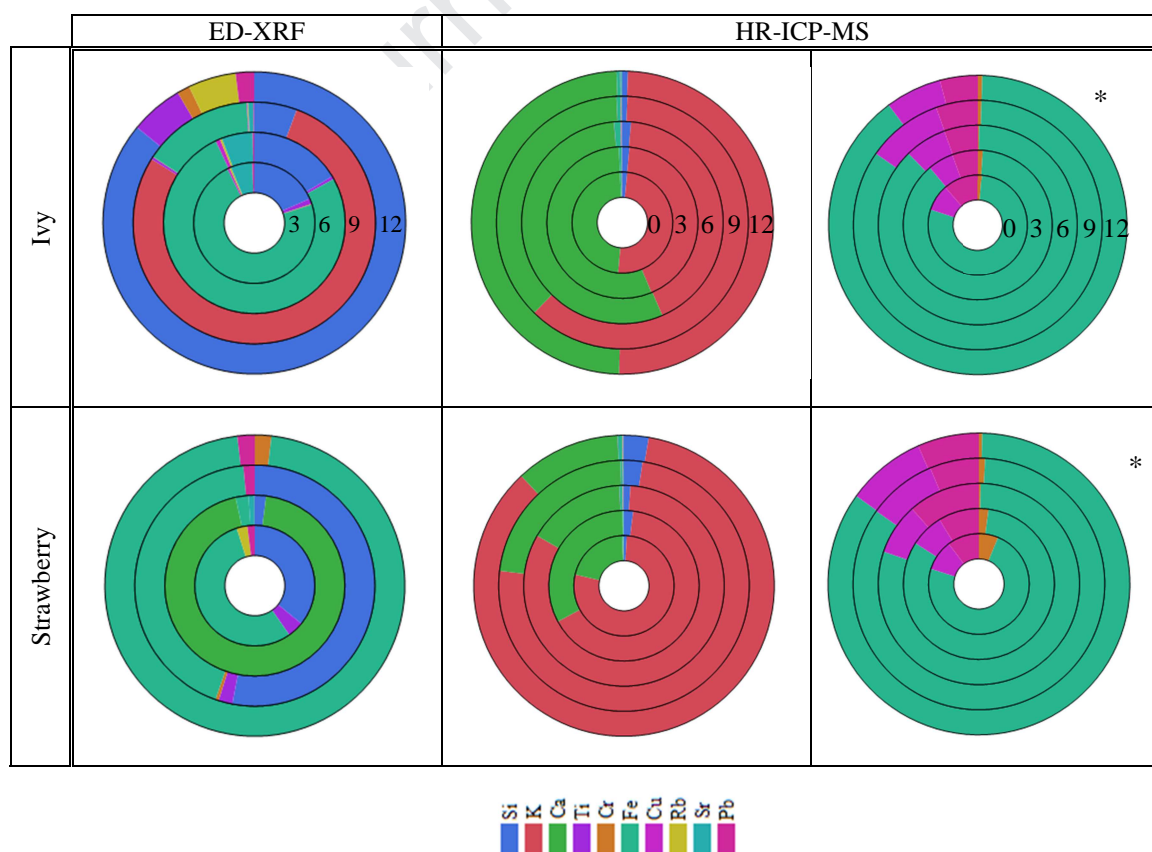 ED-XRF HR-ICP-MS
Ivy
3 6 9 12
0 3 6 9 12
0 3 6 9 12
*
Strawberry
*
Si K Ca Ti Cr Fe Cu Rb Sr Pb